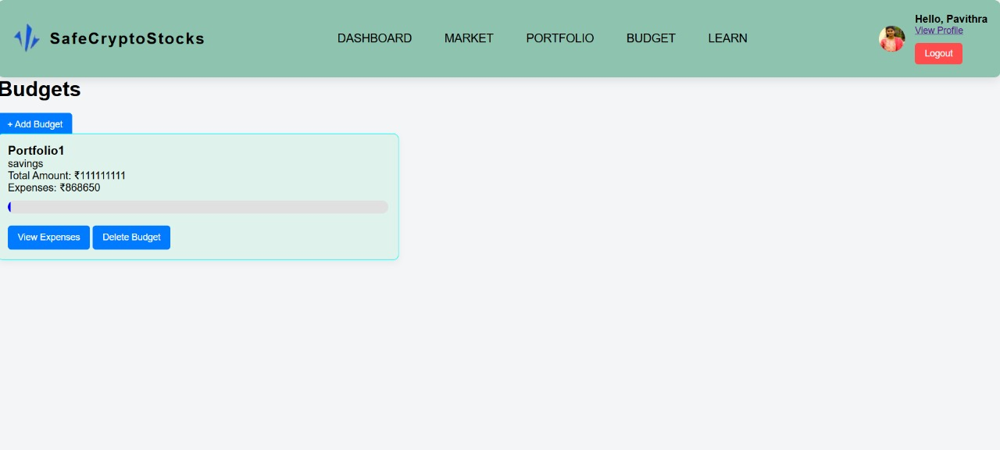 SafeCryptoStocks
DASHBOARD MARKET PORTFOLIO BUDGET LEARN
Hello, Pavithra
View Profile
Logout
Budgets
+ Add Budget
Portfolio1
savings
Total Amount: ₹111111111
Expenses: ₹868650
View Expenses Delete Budget